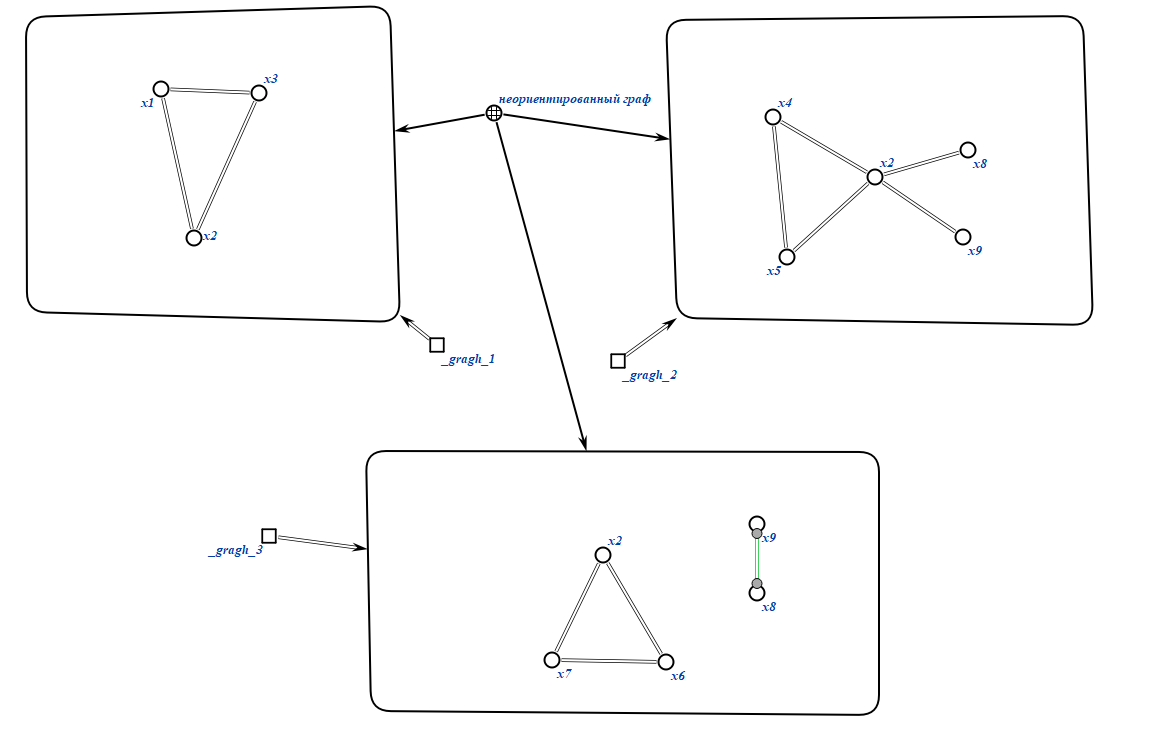 x1
x3
x2
неориентированный граф
x4
x2
x8
x5
x9
_gragh_1
_gragh_2
_gragh_3
x2
x9
x8
x7
x6